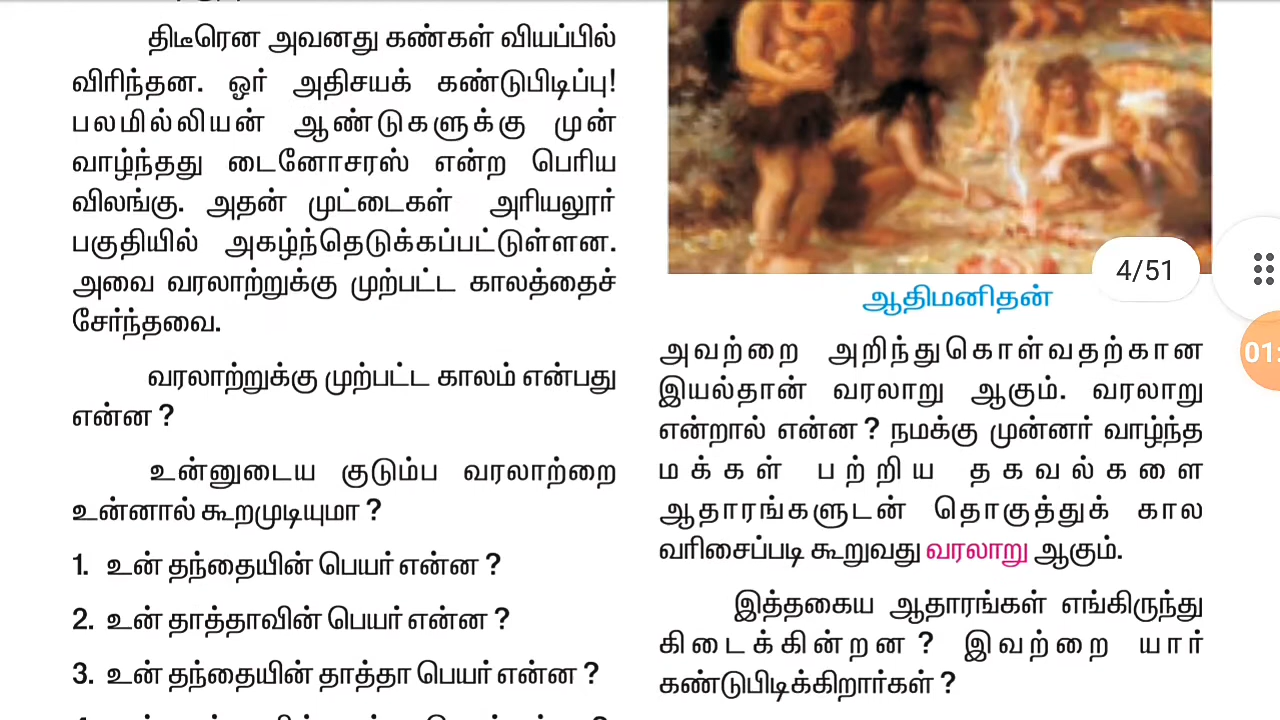 திடீரென அவனது கண்கள் வியப்பில்
விரிந்தன. ஓர் அதிசயக் கண்டுபிடிப்பு!
பலமில்லியன் ஆண்டுகளுக்கு முன்
வாழ்ந்தது டைனோசரஸ் என்ற பெரிய
விலங்கு. அதன் முட்டைகள் அரியலூர்
பகுதியில் அகழ்ந்தெடுக்கப்பட்டுள்ளன.
அவை வரலாற்றுக்கு முற்பட்ட காலத்தைச்
சேர்ந்தவை.
வரலாற்றுக்கு முற்பட்ட காலம் என்பது
என்ன ?
உன்னுடைய குடும்ப வரலாற்றை
உன்னால் கூறமுடியுமா ?
1. உன் தந்தையின் பெயர் என்ன ?
2. உன் தாத்தாவின் பெயர் என்ன ?
3. உன் தந்தையின் தாத்தா பெயர் என்ன ?
4/51
ஆதிமனிதன்
அவற்றை அறிந்துகொள்வதற்கான
இயல்தான் வரலாறு ஆகும். வரலாறு
என்றால் என்ன ? நமக்கு முன்னர் வாழ்ந்த
மக்கள் பற்றிய தகவல்களை
ஆதாரங்களுடன் தொகுத்துக் கால
வரிசைப்படி கூறுவது வரலாறு ஆகும்.
இத்தகைய ஆதாரங்கள் எங்கிருந்து
கிடைக்கின்றன ? இவற்றை யார்
கண்டுபிடிக்கிறார்கள் ?